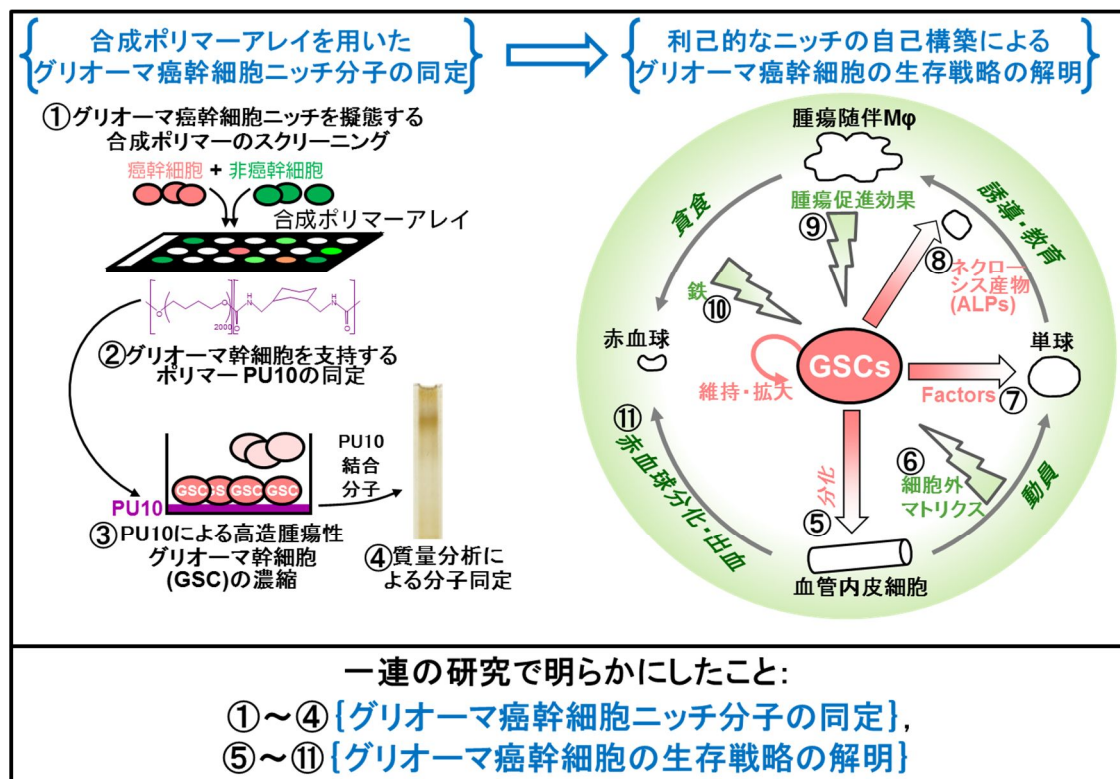 合成ポリマーアレイを用いた
グリオーマ癌幹細胞ニッチ分子の同定
①グリオーマ癌幹細胞ニッチを擬態する
合成ポリマーのスクリーニング
癌幹細胞 + 非癌幹細胞
合成ポリマーアレイ
O
O
2000
O
N
H
H
N
O
②グリオーマ幹細胞を支持する
ポリマーPU10の同定
GSC GSC GSC GSC
PU10
PU10
結合
分子
③PU10による高造腫瘍性
グリオーマ幹細胞
(GSC)の濃縮
④質量分析に
よる分子同定
利己的なニッチの自己構築による
グリオーマ癌幹細胞の生存戦略の解明
腫瘍随伴Mφ
腫瘍促進効果
⑨
貪食
誘導・教育
⑧
ネクロー
シス産物
(ALPs)
鉄
⑩
赤血球
単球
GSCs
維持・拡大
Factors
⑦
⑪
赤血球分化・出血
分化
⑤
⑥
細胞外
マトリクス
動員
血管内皮細胞
一連の研究で明らかにしたこと:
①～④{グリオーマ癌幹細胞ニッチ分子の同定},
⑤～⑪{グリオーマ癌幹細胞の生存戦略の解明}